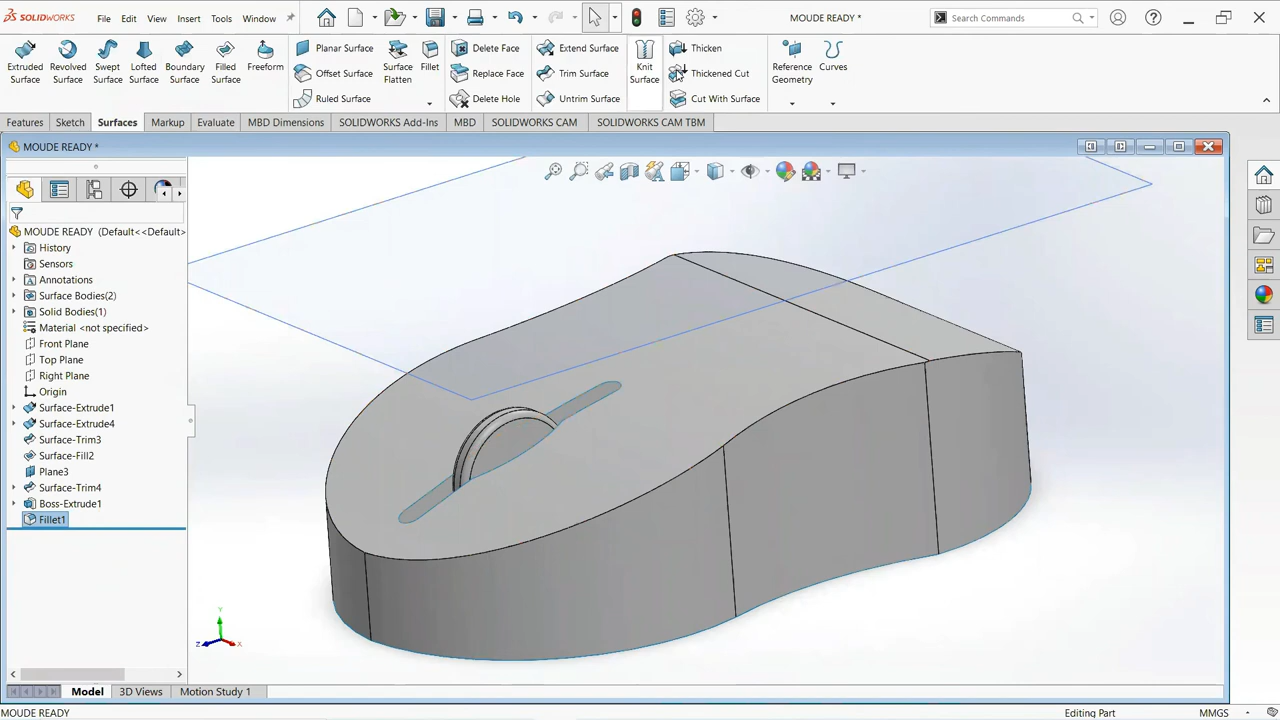 SOLIDWORKS File Edit View Insert Tools Window MOUDE READY * Search Commands
Extruded Surface
Revolved Surface
Swept Surface
Lofted Surface
Boundary Surface
Filled Surface
Freeform
Planar Surface
Offset Surface
Ruled Surface
Surface Flatten
Fillet
Delete Face
Replace Face
Delete Hole
Extend Surface
Trim Surface
Untrim Surface
Knit Surface
Thicken
Thickened Cut
Cut With Surface
Reference Geometry
Curves
Features Sketch Surfaces Markup Evaluate MBD Dimensions SOLIDWORKS Add-Ins MBD SOLIDWORKS CAM SOLIDWORKS CAM TBM
MOUDE READY *
MOUDE READY (Default<<Default>
History
Sensors
Annotations
Surface Bodies(2)
Solid Bodies(1)
Material <not specified>
Front Plane
Top Plane
Right Plane
Origin
Surface-Extrude1
Surface-Extrude4
Surface-Trim3
Surface-Fill2
Plane3
Surface-Trim4
Boss-Extrude1
Fillet1
Y
Z X
Model 3D Views Motion Study 1
MOUDE READY Editing Part MMGS